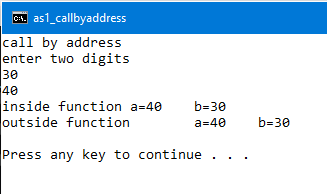 as1_callbyaddress
call by address
enter two digits
30
40
inside function a=40    b=30
outside function        a=40    b=30
Press any key to continue . . .